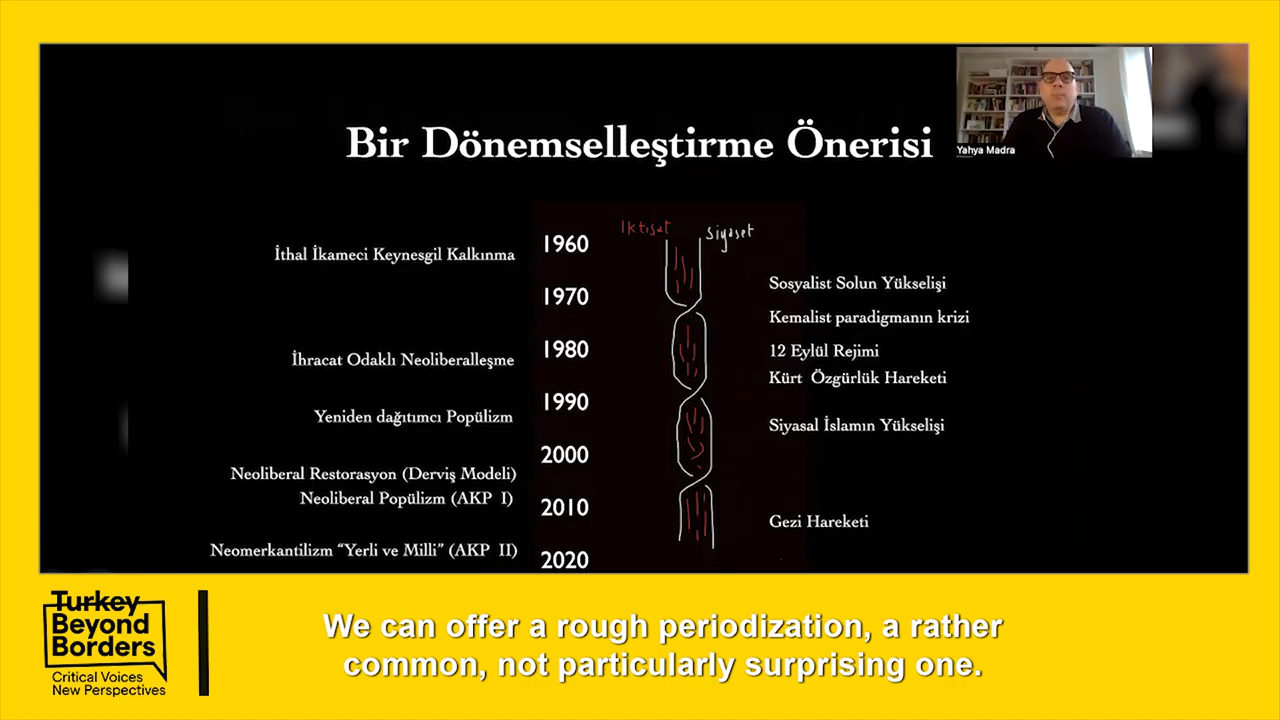 Yahya Madra
Bir Dönemselleştirme Önerisi
Iktisat
siyaset
İthal İkameci Keynesgil Kalkınma
1960
Sosyalist Solun Yükselişi
1970
Kemalist paradigmanın krizi
İhracat Odaklı Neoliberalleşme
1980
12 Eylül Rejimi
Kürt Özgürlük Hareketi
Yeniden dağıtımcı Popülizm
1990
Siyasal İslamın Yükselişi
2000
Neoliberal Restorasyon (Derviş Modeli)
Neoliberal Popülizm (AKP I)
2010
Gezi Hareketi
Neomerkantilizm “Yerli ve Milli” (AKP II)
2020
Turkey
Beyond
Borders
Critical Voices
New Perspectives
We can offer a rough periodization, a rather
common, not particularly surprising one.